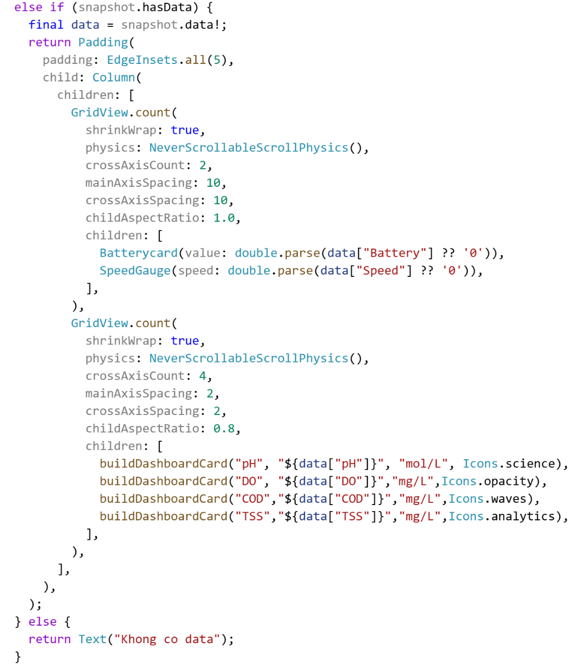 else if (snapshot.hasData) {
  final data = snapshot.data!;
  return Padding(
    padding: EdgeInsets.all(5),
    child: Column(
      children: [
        GridView.count(
          shrinkWrap: true,
          physics: NeverScrollableScrollPhysics(),
          crossAxisCount: 2,
          mainAxisSpacing: 10,
          crossAxisSpacing: 10,
          childAspectRatio: 1.0,
          children: [
            Batterycard(value: double.parse(data["Battery"] ?? '0')),
            SpeedGauge(speed: double.parse(data["Speed"] ?? '0')),
          ],
        ),
        GridView.count(
          shrinkWrap: true,
          physics: NeverScrollableScrollPhysics(),
          crossAxisCount: 4,
          mainAxisSpacing: 2,
          crossAxisSpacing: 2,
          childAspectRatio: 0.8,
          children: [
            buildDashboardCard("pH", "${data["pH"]}", "mol/L", Icons.science),
            buildDashboardCard("DO", "${data["DO"]}","mg/L",Icons.opacity),
            buildDashboardCard("COD","${data["COD"]}","mg/L",Icons.waves),
            buildDashboardCard("TSS","${data["TSS"]}","mg/L",Icons.analytics),
          ],
        ),
      ],
    ),
  );
} else {
  return Text("Khong co data");
}